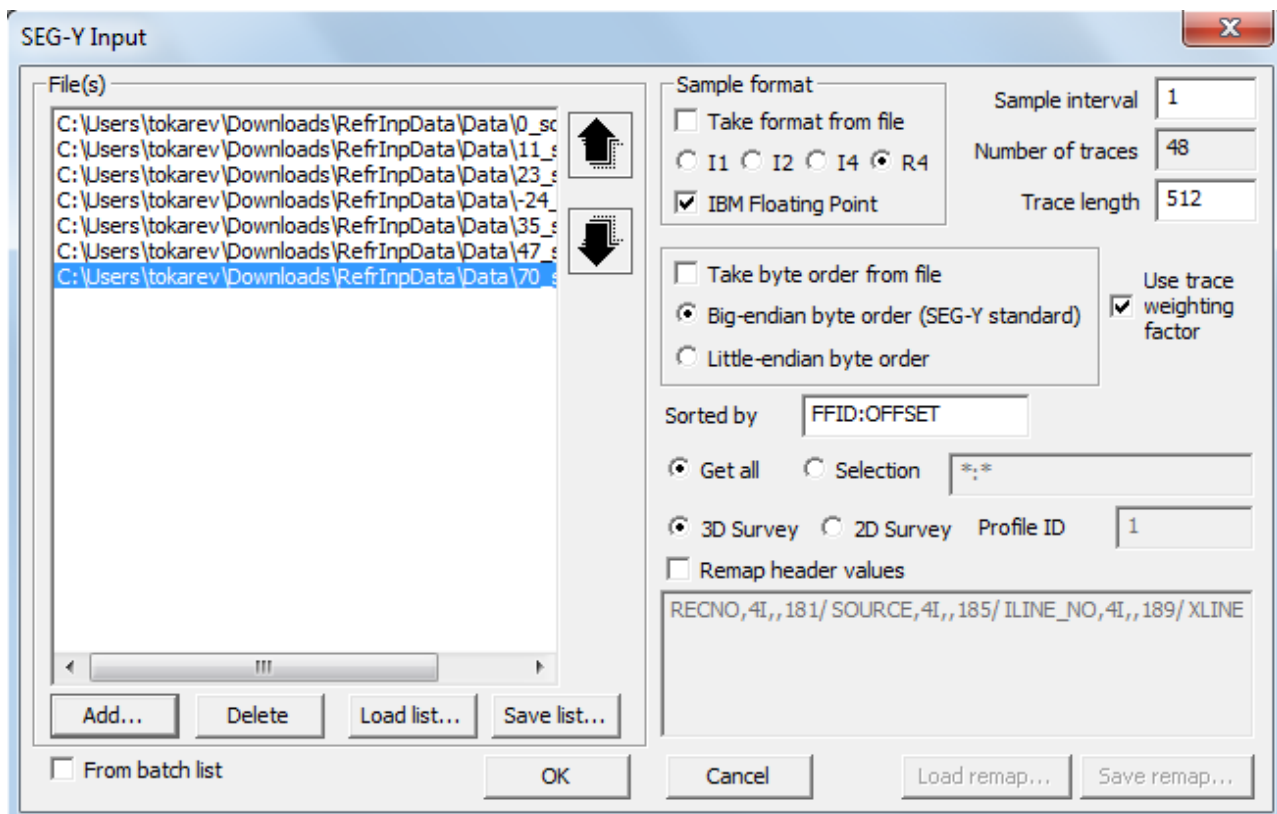 SEG-Y Input
File(s)
C:\Users\tokarev\Downloads\RefrInpData\Data\0_sc
C:\Users\tokarev\Downloads\RefrInpData\Data\11_s
C:\Users\tokarev\Downloads\RefrInpData\Data\23_s
C:\Users\tokarev\Downloads\RefrInpData\Data\-24_
C:\Users\tokarev\Downloads\RefrInpData\Data\35_s
C:\Users\tokarev\Downloads\RefrInpData\Data\47_s
C:\Users\tokarev\Downloads\RefrInpData\Data\70_s
Add... Delete Load list... Save list...
From batch list
OK
Sample format
Take format from file
I1 I2 I4 R4
IBM Floating Point
Sample interval 1
Number of traces 48
Trace length 512
Take byte order from file
Big-endian byte order (SEG-Y standard)
Little-endian byte order
Use trace
weighting
factor
Sorted by FFID:OFFSET
Get all Selection *:*
3D Survey 2D Survey Profile ID 1
Remap header values
RECNO,4I,,181/ SOURCE,4I,,185/ ILINE_NO,4I,,189/ XLINE
Cancel Load remap... Save remap...